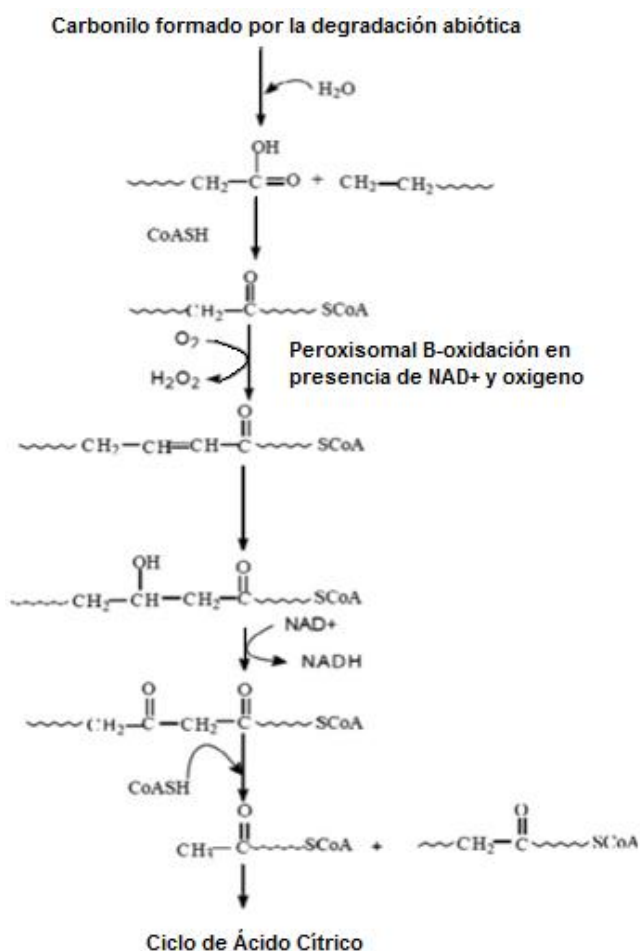 Carbonilo formado por la degradación abiótica
H₂O
OH
CH₂—C=O + CH₂—CH₂
CoASH
O
CH₂—C SCoA
O₂
H₂O₂
Peroxisomal B-oxidación en
presencia de NAD+ y oxigeno
O
CH₂—CH=CH—C SCoA
OH O
CH₂—CH—CH₂—C SCoA
NAD+
NADH
O O
CH₂—C—CH₂—C SCoA
CoASH
O O
CH₃—C SCoA + CH₂—C SCoA
Ciclo de Ácido Cítrico